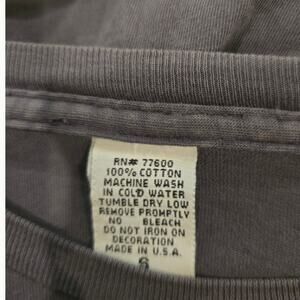 RN# 77600
100% COTTON
MACHINE WASH
IN COLD WATER
TUMBLE DRY LOW
REMOVE PROMPTLY
NO BLEACH
DO NOT IRON ON
DECORATION
MADE IN U.S.A.